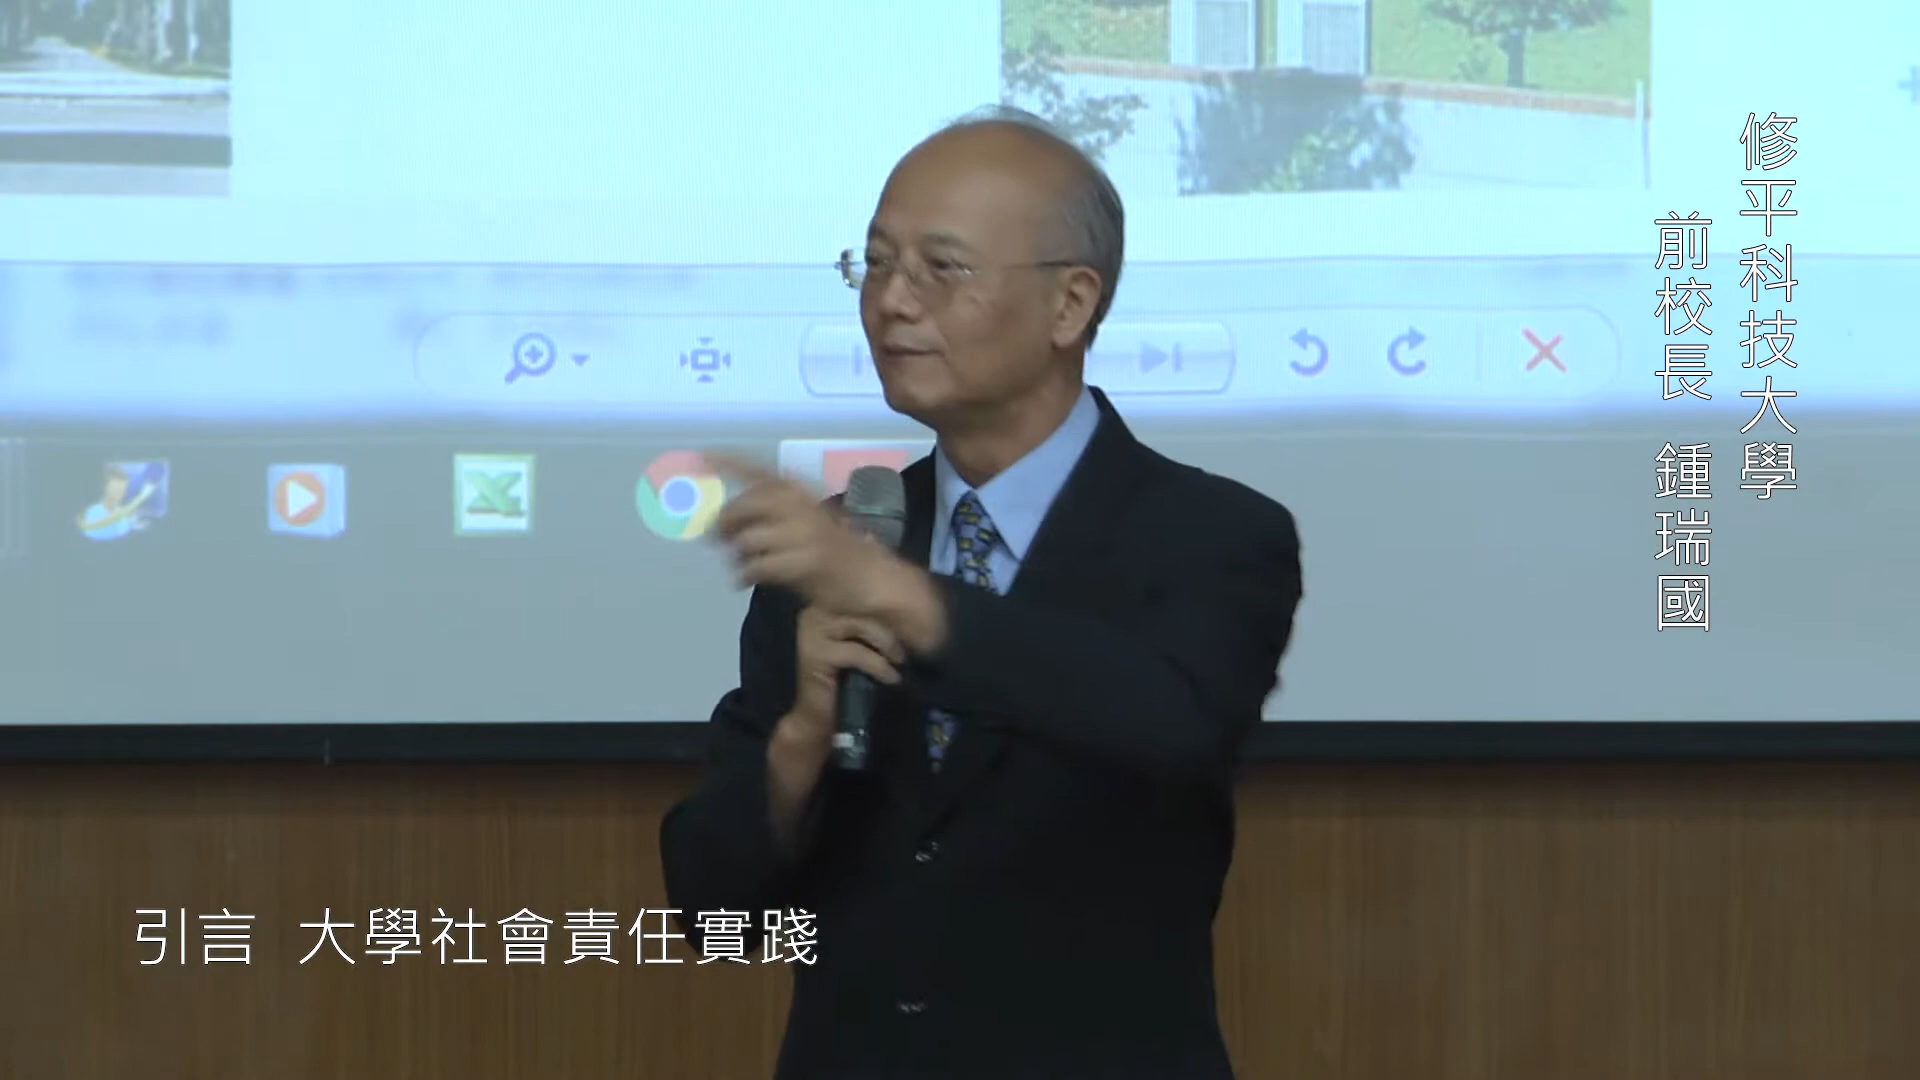 修平科技大學
前校長 鍾瑞國
引言 大學社會責任實踐